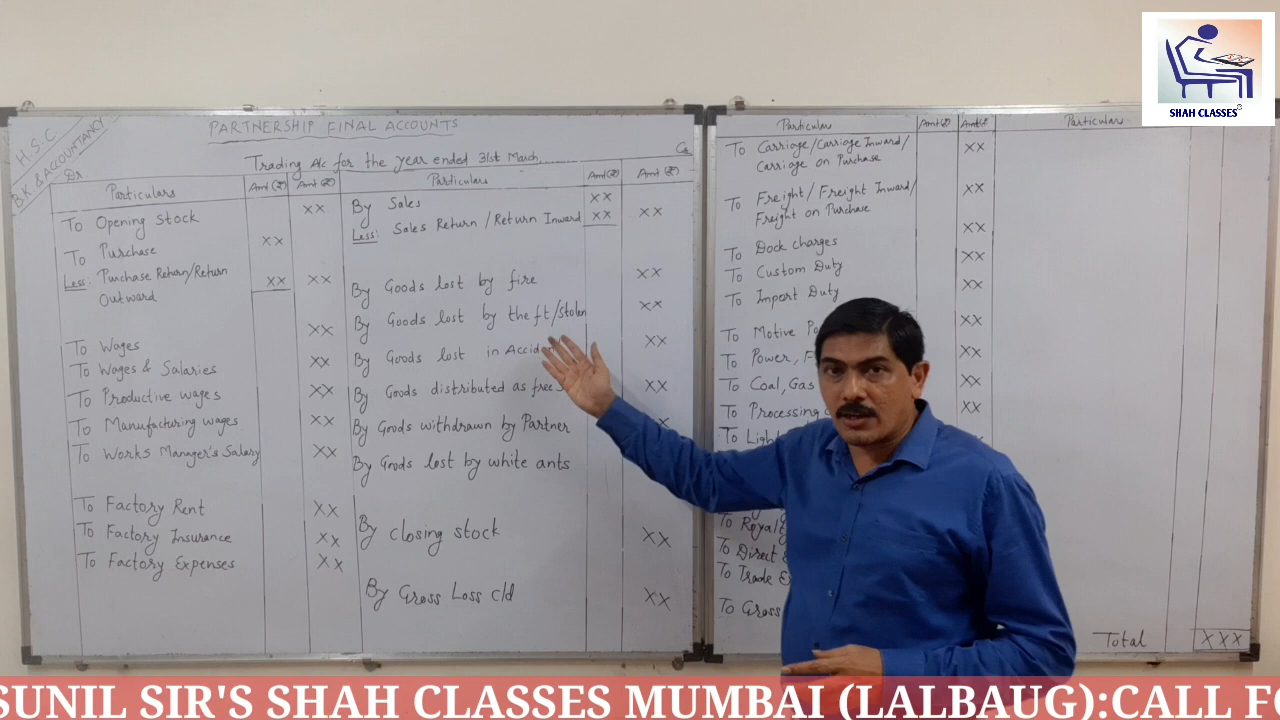 SHAH CLASSES
H.S.C
B.K & ACCOUNTANCY
PARTNERSHIP FINAL ACCOUNTS
Trading A/c for the year ended 31st March.....
Dr
Cr
Particulars Amt (₹) Amt (₹) Particulars Amt (₹) Amt (₹)
To Opening Stock xx
To Purchase xx
Less: Purchase Return/Return xx xx
Outward
To Wages xx
To Wages & Salaries xx
To Productive wages xx
To Manufacturing wages xx
To Works Manager's Salary xx
To Factory Rent xx
To Factory Insurance xx
To Factory Expenses xx
By Sales xx
Less: Sales Return / Return Inward xx xx
By Goods lost by fire xx
By Goods lost by theft/stolen xx
By Goods lost in xx
By Goods distributed as free xx
By Goods withdrawn by Partner
By Goods lost by white ants
By closing stock xx
By Gross Loss c/d xx
Particulars Amt (₹) Amt (₹) Particulars
To Carriage/Carriage Inward/ xx
Carriage on Purchase
To Freight/Freight Inward/ xx
Freight on Purchase
To Dock charges xx
To Custom Duty xx
To Import Duty xx
To Motive xx
To Power, xx
To Coal, Gas xx
To Processing xx
To
To
To Direct
To Trade
To Gross
Total xxx
SUNIL SIR'S SHAH CLASSES MUMBAI (LALBAUG):CALL